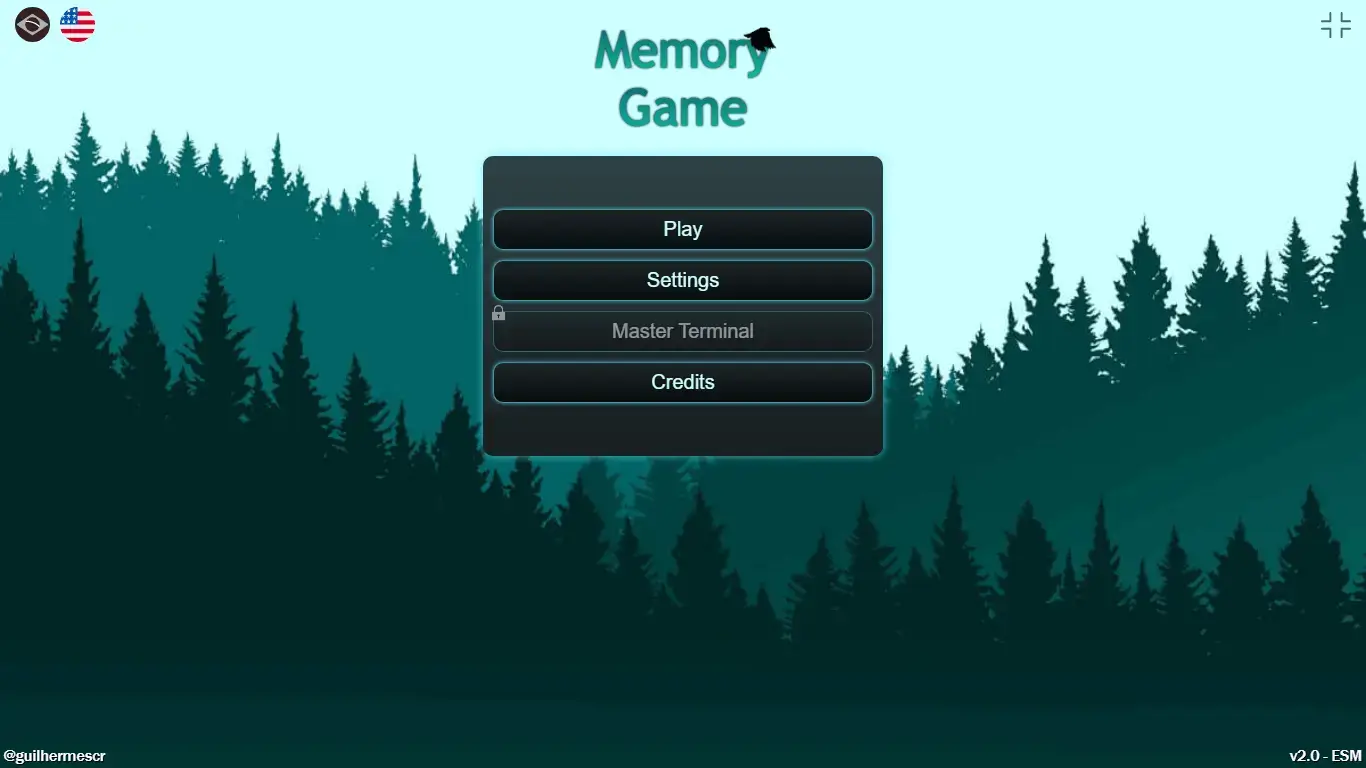 Memory
Game
Play
Settings
Master Terminal
Credits
@guilhermescr
v2.0 - ESM